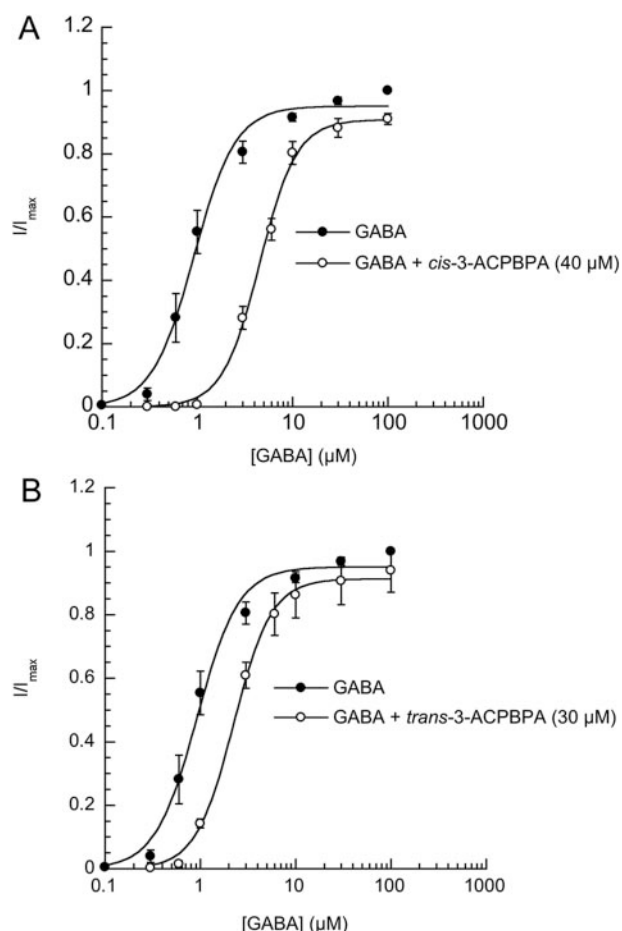 A
1.2
1
0.8
0.6
0.4
0.2
0
I/Imax
GABA
GABA + cis-3-ACPBPA (40 µM)
0.1 1 10 100 1000
[GABA] (µM)
B
1.2
1
0.8
0.6
0.4
0.2
0
I/Imax
GABA
GABA + trans-3-ACPBPA (30 µM)
0.1 1 10 100 1000
[GABA] (µM)